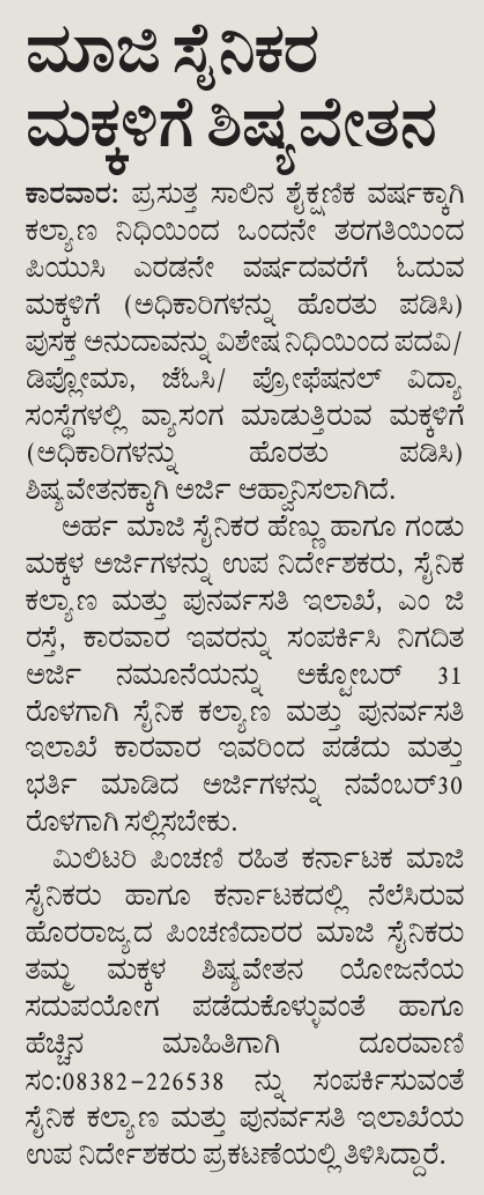 ಮಾಜಿ ಸೈನಿಕರ
ಮಕ್ಕಳಿಗೆ ಶಿಷ್ಯವೇತನ
ಕಾರವಾರ: ಪ್ರಸುತ್ತ ಸಾಲಿನ ಶೈಕ್ಷಣಿಕ ವರ್ಷಕ್ಕಾಗಿ
ಕಲ್ಯಾಣ ನಿಧಿಯಿಂದ ಒಂದನೇ ತರಗತಿಯಿಂದ
ಪಿಯುಸಿ ಎರಡನೇ ವರ್ಷದವರೆಗೆ ಓದುವ
ಮಕ್ಕಳಿಗೆ (ಅಧಿಕಾರಿಗಳನ್ನು ಹೊರತು ಪಡಿಸಿ)
ಪುಸಕ್ತ ಅನುದಾವನ್ನು ವಿಶೇಷ ನಿಧಿಯಿಂದ ಪದವಿ/
ಡಿಪ್ಲೋಮಾ, ಜೆಓಸಿ/ ಪ್ರೋಫೆಷನಲ್ ವಿದ್ಯಾ
ಸಂಸ್ಥೆಗಳಲ್ಲಿ ವ್ಯಾಸಂಗ ಮಾಡುತ್ತಿರುವ ಮಕ್ಕಳಿಗೆ
(ಅಧಿಕಾರಿಗಳನ್ನು ಹೊರತು ಪಡಿಸಿ)
ಶಿಷ್ಯವೇತನಕ್ಕಾಗಿ ಅರ್ಜಿ ಆಹ್ವಾನಿಸಲಾಗಿದೆ.
ಅರ್ಹ ಮಾಜಿ ಸೈನಿಕರ ಹೆಣ್ಣು ಹಾಗೂ ಗಂಡು
ಮಕ್ಕಳ ಅರ್ಜಿಗಳನ್ನು ಉಪ ನಿರ್ದೇಶಕರು, ಸೈನಿಕ
ಕಲ್ಯಾಣ ಮತ್ತು ಪುನರ್ವಸತಿ ಇಲಾಖೆ, ಎಂ ಜಿ
ರಸ್ತೆ, ಕಾರವಾರ ಇವರನ್ನು ಸಂಪರ್ಕಿಸಿ ನಿಗದಿತ
ಅರ್ಜಿ ನಮೂನೆಯನ್ನು ಅಕ್ಟೋಬರ್ 31
ರೊಳಗಾಗಿ ಸೈನಿಕ ಕಲ್ಯಾಣ ಮತ್ತು ಪುನರ್ವಸತಿ
ಇಲಾಖೆ ಕಾರವಾರ ಇವರಿಂದ ಪಡೆದು ಮತ್ತು
ಭರ್ತಿ ಮಾಡಿದ ಅರ್ಜಿಗಳನ್ನು ನವೆಂಬರ್30
ರೊಳಗಾಗಿ ಸಲ್ಲಿಸಬೇಕು.
ಮಿಲಿಟರಿ ಪಿಂಚಣಿ ರಹಿತ ಕರ್ನಾಟಕ ಮಾಜಿ
ಸೈನಿಕರು ಹಾಗೂ ಕರ್ನಾಟಕದಲ್ಲಿ ನೆಲೆಸಿರುವ
ಹೊರರಾಜ್ಯದ ಪಿಂಚಣಿದಾರರ ಮಾಜಿ ಸೈನಿಕರು
ತಮ್ಮ ಮಕ್ಕಳ ಶಿಷ್ಯವೇತನ ಯೋಜನೆಯ
ಸದುಪಯೋಗ ಪಡೆದುಕೊಳ್ಳುವಂತೆ ಹಾಗೂ
ಹೆಚ್ಚಿನ ಮಾಹಿತಿಗಾಗಿ ದೂರವಾಣಿ
ಸಂ:08382-226538 ನ್ನು ಸಂಪರ್ಕಿಸುವಂತೆ
ಸೈನಿಕ ಕಲ್ಯಾಣ ಮತ್ತು ಪುನರ್ವಸತಿ ಇಲಾಖೆಯ
ಉಪ ನಿರ್ದೇಶಕರು ಪ್ರಕಟಣೆಯಲ್ಲಿ ತಿಳಿಸಿದ್ದಾರೆ.